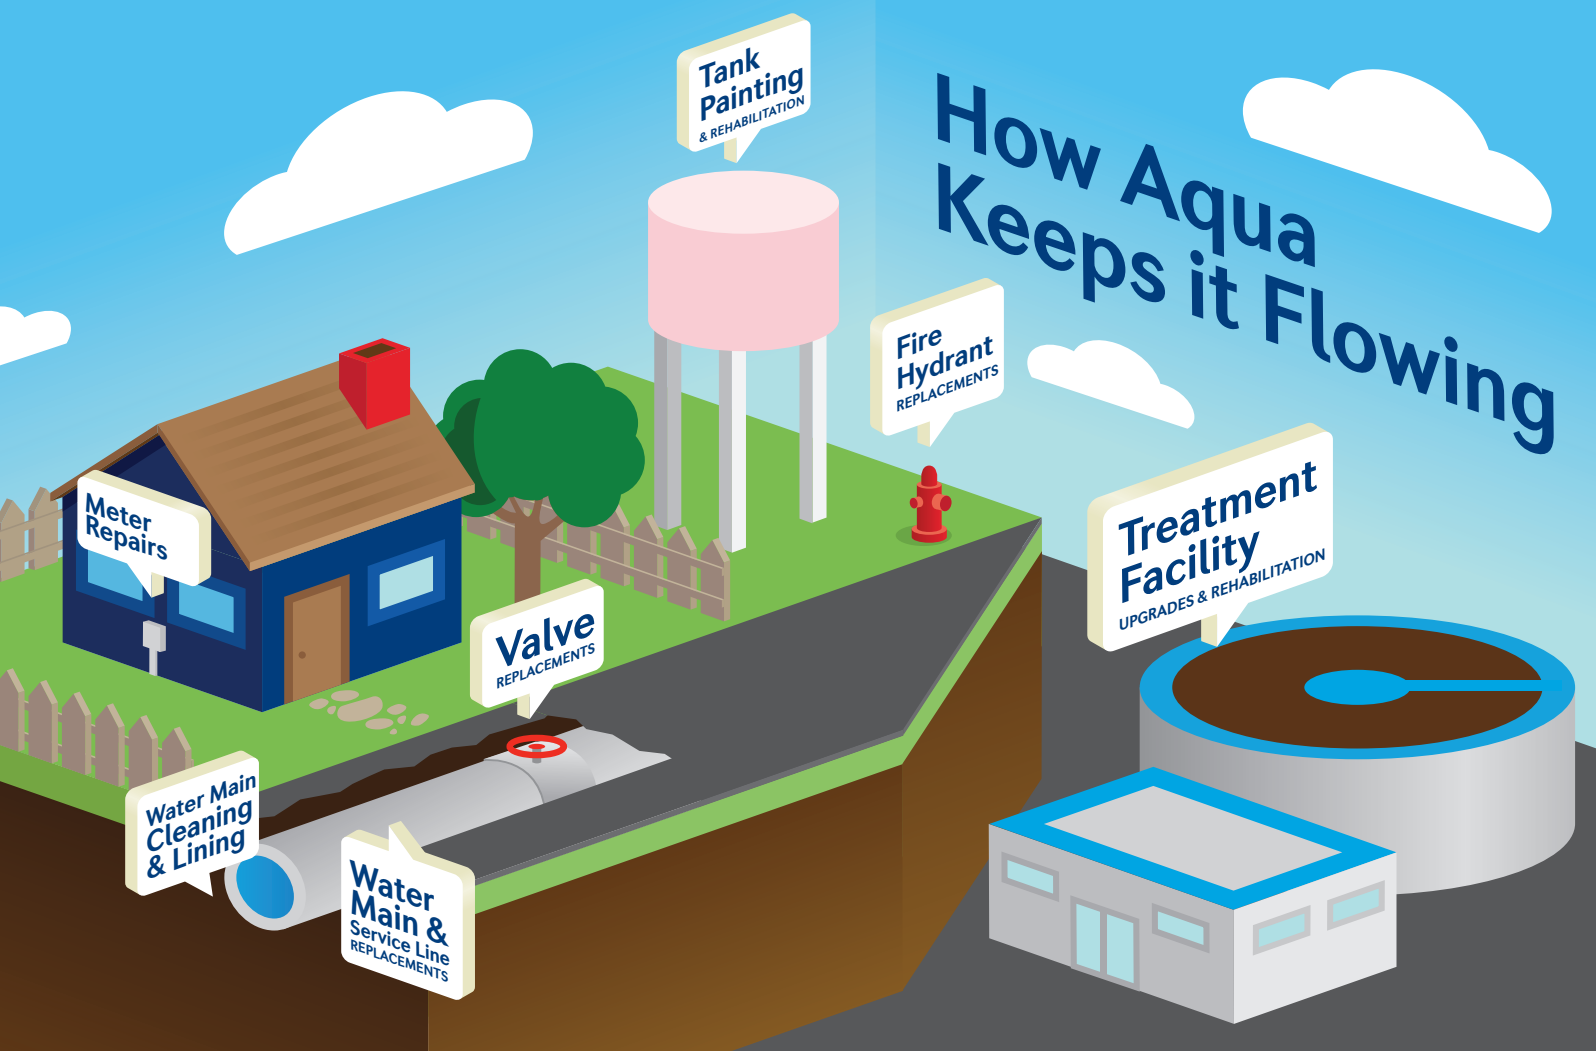 Tank
Painting
& REHABILITATION
How Aqua
Keeps it Flowing
Fire
Hydrant
REPLACEMENTS
Treatment
Facility
UPGRADES & REHABILITATION
Meter
Repairs
Valve
REPLACEMENTS
Water Main
Cleaning
& Lining
Water
Main &
Service Line
REPLACEMENTS